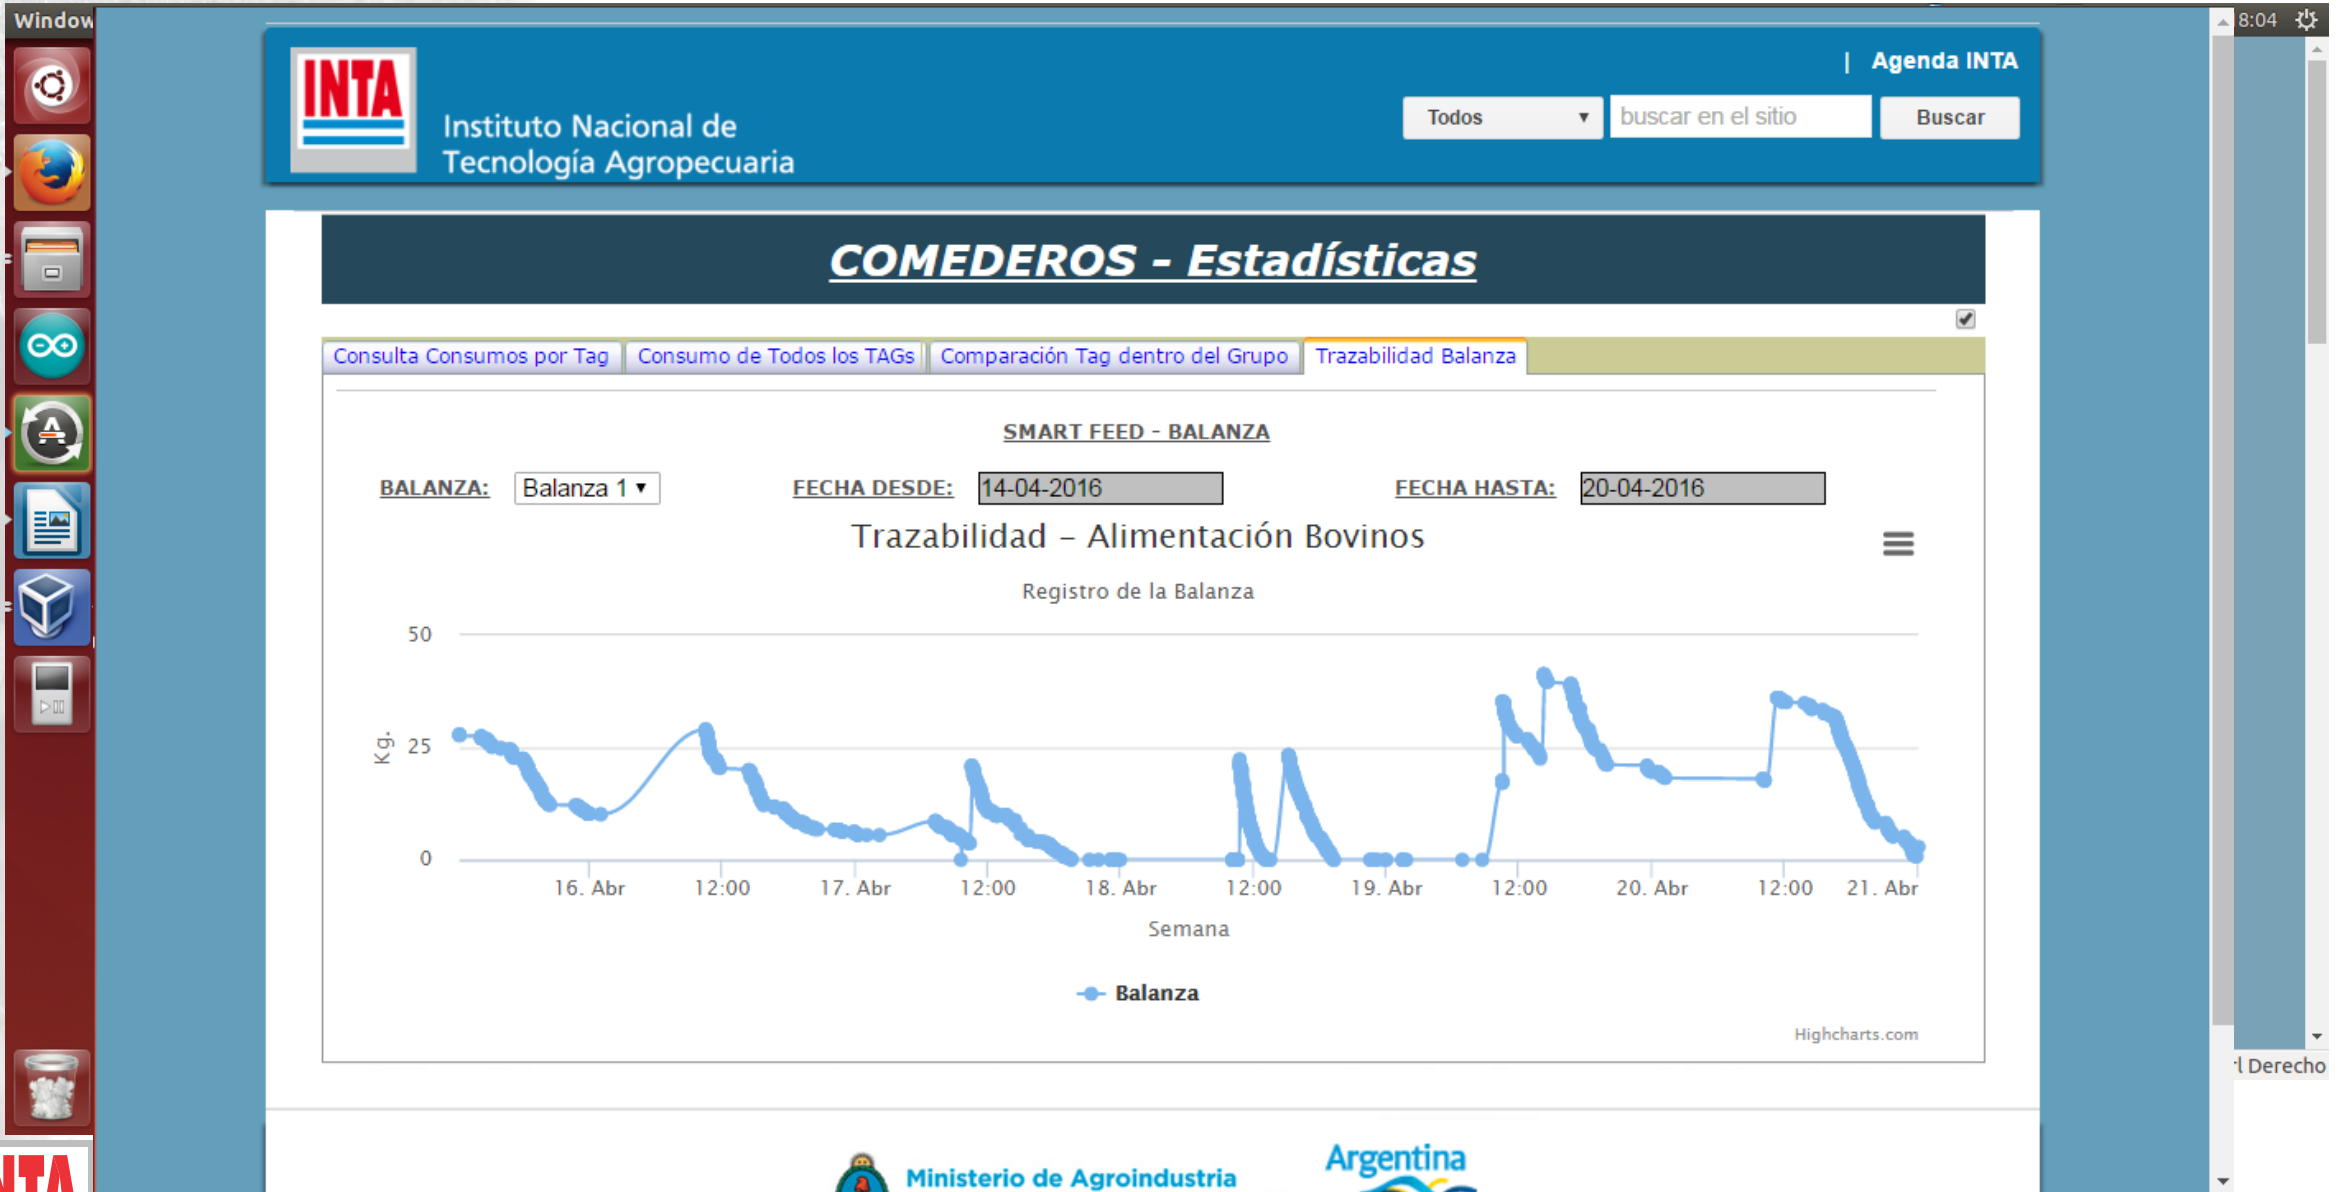 Window
8:04
INTA
Instituto Nacional de
Tecnología Agropecuaria
| Agenda INTA
Todos
buscar en el sitio
Buscar
COMEDEROS - Estadísticas
Consulta Consumos por Tag
Consumo de Todos los TAGs
Comparación Tag dentro del Grupo
Trazabilidad Balanza
SMART FEED - BALANZA
BALANZA: Balanza 1
FECHA DESDE: 14-04-2016
FECHA HASTA: 20-04-2016
Trazabilidad – Alimentación Bovinos
Registro de la Balanza
50
25
0
Kg.
16. Abr
12:00
17. Abr
12:00
18. Abr
12:00
19. Abr
12:00
20. Abr
12:00
21. Abr
Semana
Balanza
Highcharts.com
Derecho
Ministerio de Agroindustria
Argentina